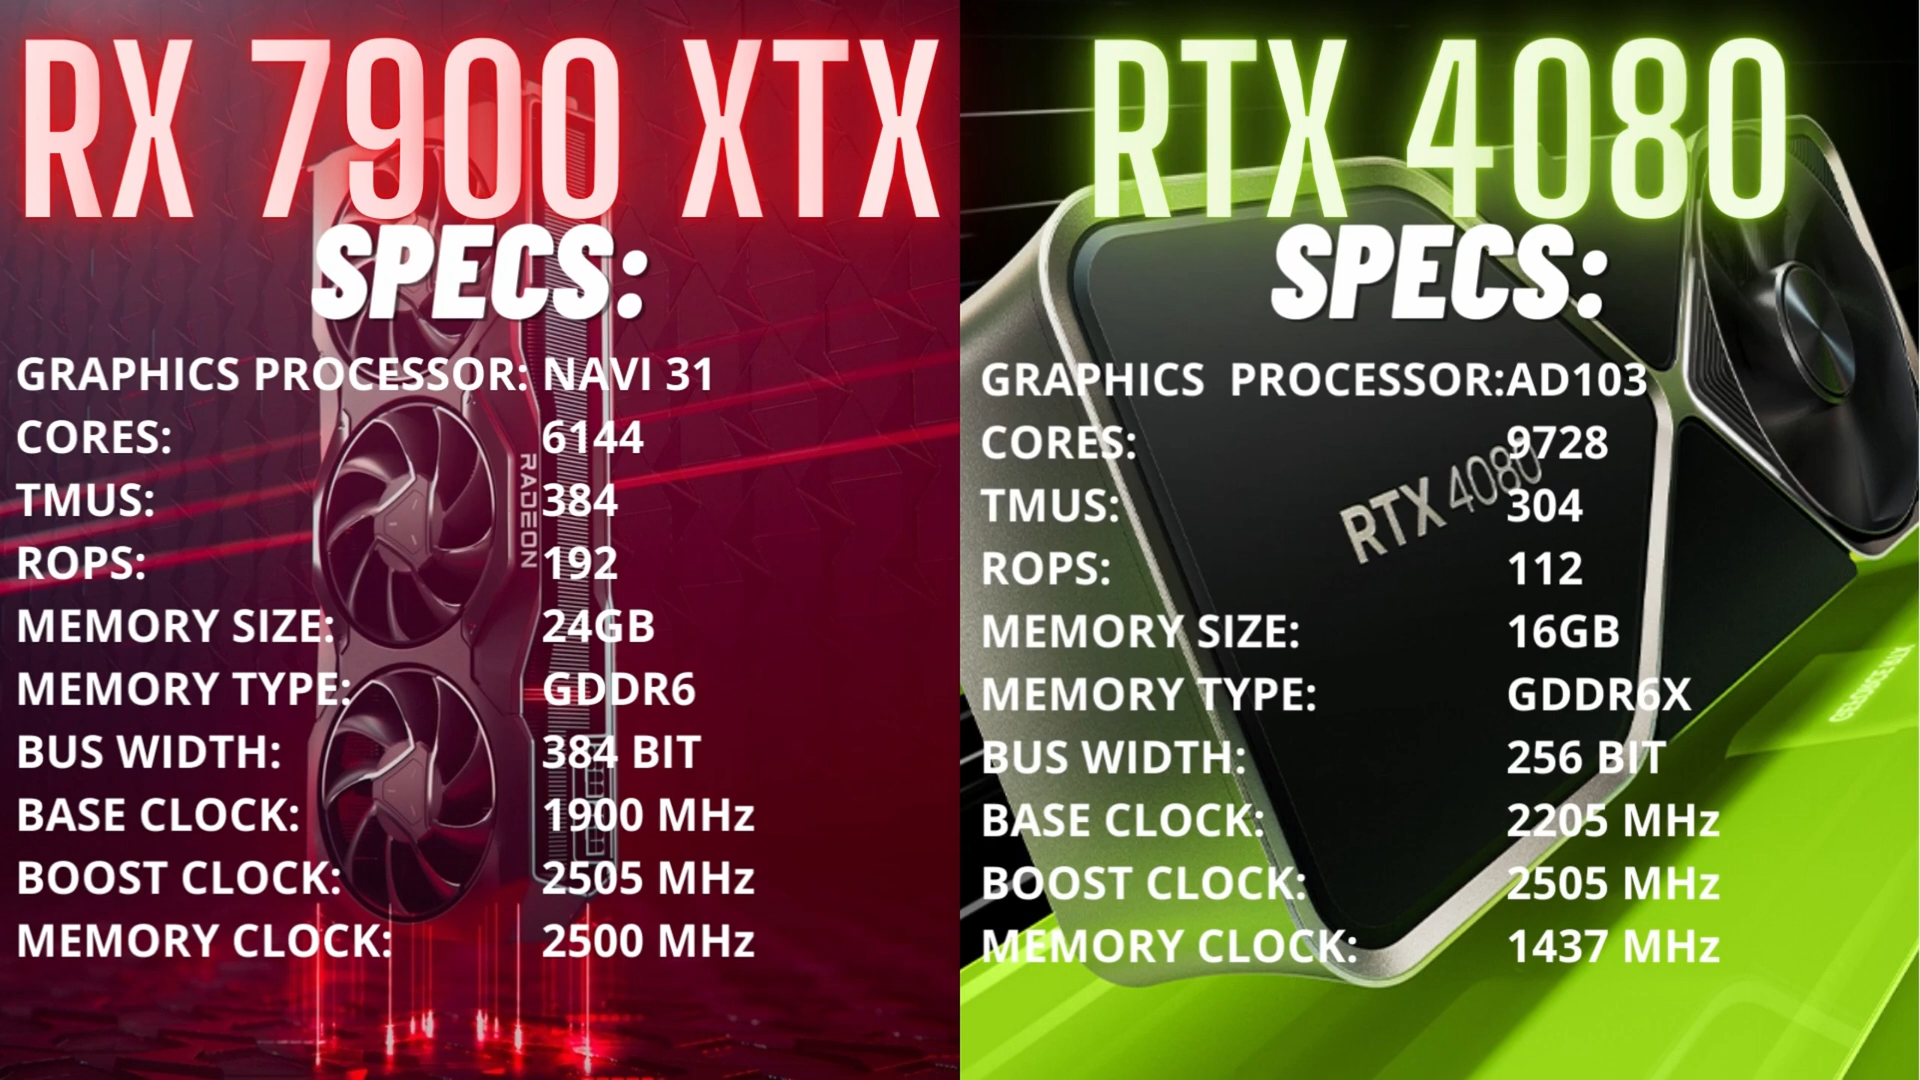 RX 7900 XTX
SPECS:
GRAPHICS PROCESSOR: NAVI 31
CORES: 6144
TMUS: 384
ROPS: 192
MEMORY SIZE: 24GB
MEMORY TYPE: GDDR6
BUS WIDTH: 384 BIT
BASE CLOCK: 1900 MHz
BOOST CLOCK: 2505 MHz
MEMORY CLOCK: 2500 MHz
RADEON
RTX 4080
SPECS:
GRAPHICS PROCESSOR:AD103
CORES: 9728
TMUS: 304
ROPS: 112
MEMORY SIZE: 16GB
MEMORY TYPE: GDDR6X
BUS WIDTH: 256 BIT
BASE CLOCK: 2205 MHz
BOOST CLOCK: 2505 MHz
MEMORY CLOCK: 1437 MHz
RTX 4080
GEFORCE RTX